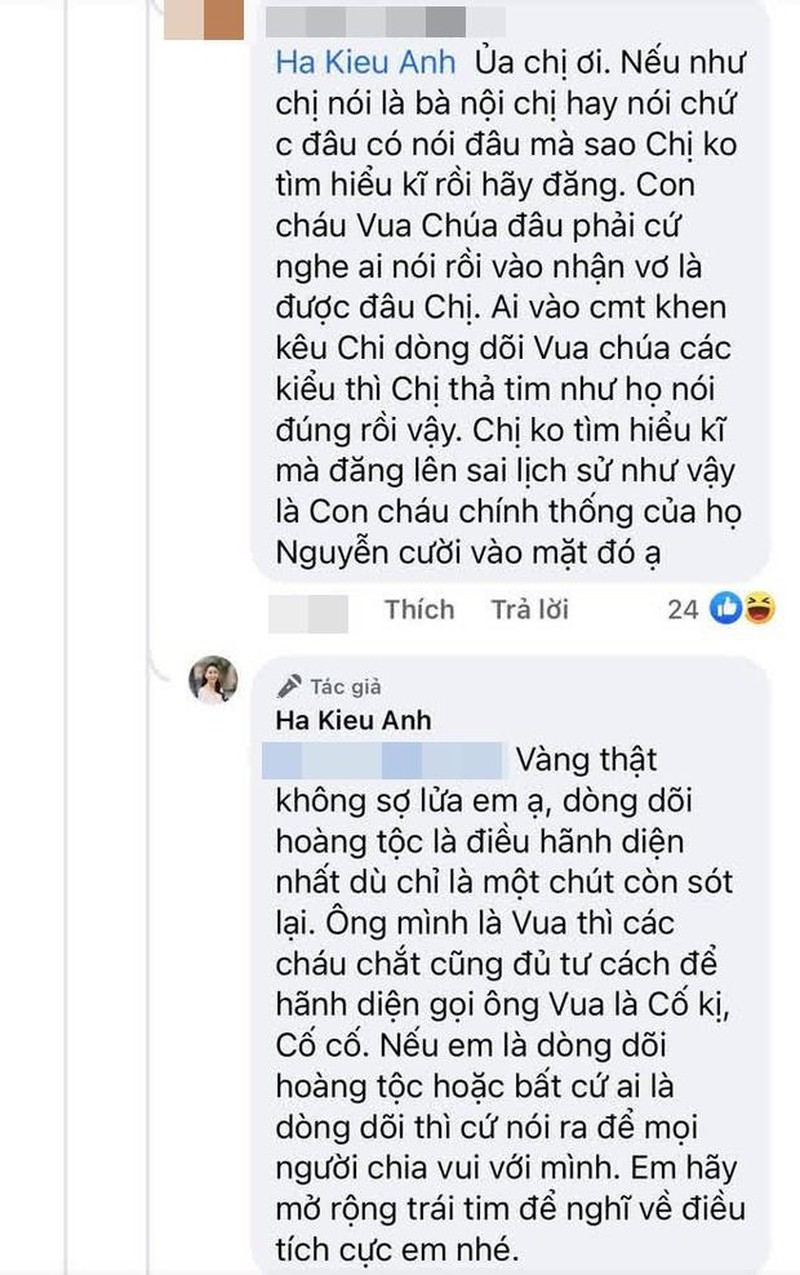 Ha Kieu Anh Ủa chị ơi. Nếu như
chị nói là bà nội chị hay nói chứ
c đâu có nói đâu mà sao Chị ko
tìm hiểu kĩ rồi hãy đăng. Con
cháu Vua Chúa đâu phải cứ
nghe ai nói rồi vào nhận vơ là
được đâu Chị. Ai vào cmt khen
kêu Chi dòng dõi Vua chúa các
kiểu thì Chị thả tim như họ nói
đúng rồi vậy. Chị ko tìm hiểu kĩ
mà đăng lên sai lịch sử như vậy
là Con cháu chính thống của họ
Nguyễn cười vào mặt đó ạ
Thích Trả lời 24
Tác giả
Ha Kieu Anh
Vàng thật
không sợ lửa em ạ, dòng dõi
hoàng tộc là điều hãnh diện
nhất dù chỉ là một chút còn sót
lại. Ông mình là Vua thì các
cháu chắt cũng đủ tư cách để
hãnh diện gọi ông Vua là Cố kị,
Cố cố. Nếu em là dòng dõi
hoàng tộc hoặc bất cứ ai là
dòng dõi thì cứ nói ra để mọi
người chia vui với mình. Em hãy
mở rộng trái tim để nghĩ về điều
tích cực em nhé.